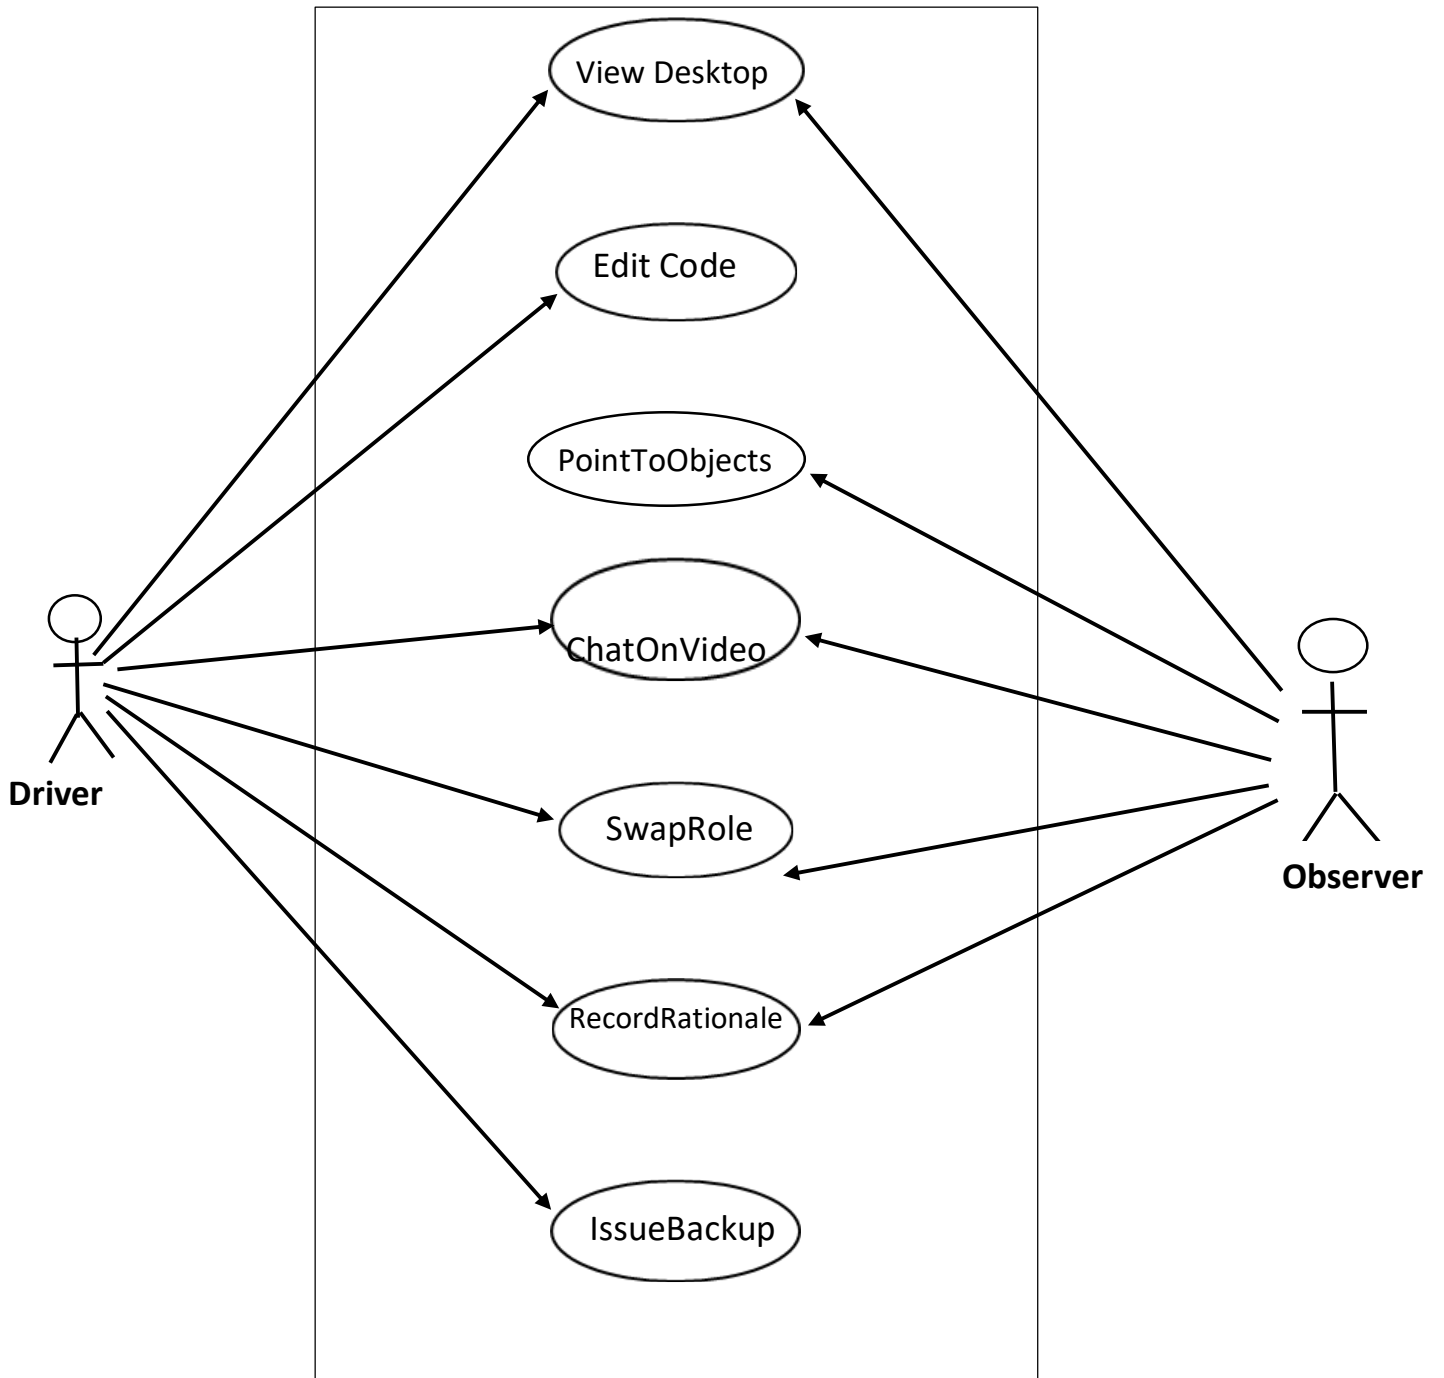 View Desktop
Edit Code
PointToObjects
ChatOnVideo
Driver
SwapRole
Observer
RecordRationale
IssueBackup